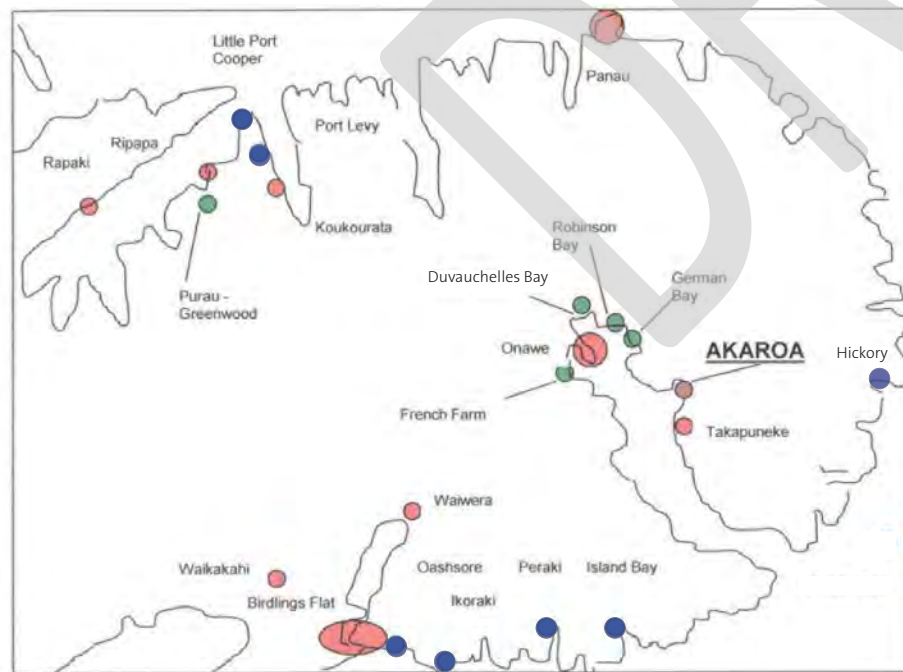 Little Port
Cooper
Panau
Port Levy
Ripapa
Rapaki
Koukourata
Robinson
Bay
Duvauchelles Bay
German
Bay
Purau -
Greenwood
Onawe
AKAROA
Hickory
French Farm
Takapuneke
Waiwera
Waikakahi
Oashsore
Peraki
Island Bay
Birdlings Flat
Ikoraki